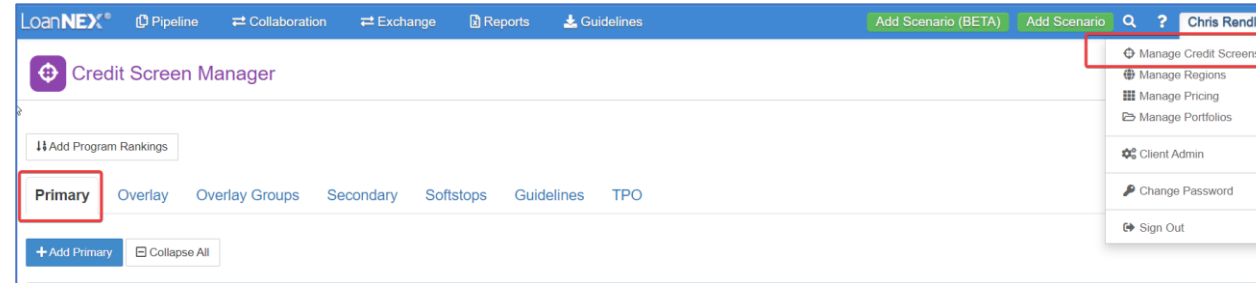 LoanNEX® Pipeline Collaboration Exchange Reports Guidelines Add Scenario (BETA) Add Scenario ? Chris
Manage Credit Screens
Credit Screen Manager
Manage Regions
Manage Pricing
Manage Portfolios
Add Program Rankings
Client Admin
Primary Overlay Overlay Groups Secondary Softstops Guidelines TPO
Change Password
Sign Out
+ Add Primary Collapse All